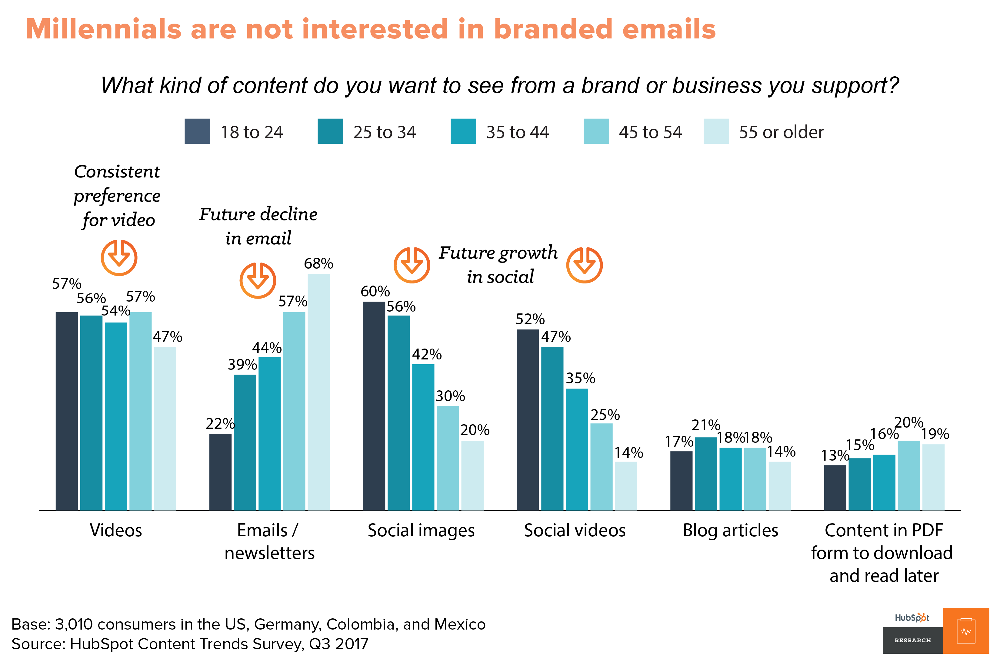 Millennials are not interested in branded emails
What kind of content do you want to see from a brand or business you support?
18 to 24
25 to 34
35 to 44
45 to 54
55 or older
Consistent
preference
for video
Future decline
in email
Future growth
in social
57%
56%
54%
57%
47%
22%
39%
44%
57%
68%
60%
56%
42%
30%
20%
52%
47%
35%
25%
14%
17%
21%
18%
18%
14%
13%
15%
16%
20%
19%
Videos
Emails /
newsletters
Social images
Social videos
Blog articles
Content in PDF
form to download
and read later
Base: 3,010 consumers in the US, Germany, Colombia, and Mexico
Source: HubSpot Content Trends Survey, Q3 2017
HubSpot
RESEARCH